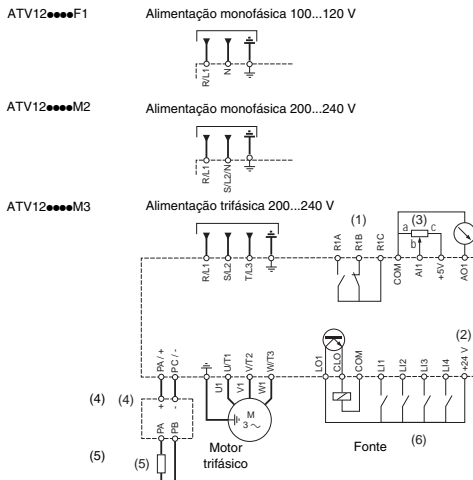 ATV12●●●●F1 Alimentação monofásica 100...120 V
R/L1 N
ATV12●●●●M2 Alimentação monofásica 200...240 V
R/L1 S/L2/N
ATV12●●●●M3 Alimentação trifásica 200...240 V
(1) (3)
R/L1 S/L2 T/L3 R1A R1B R1C COM a b c AI1 +5V AO1
(2)
PA / + PC / - U/T1 V/T2 W/T3 LO1 CLO COM LI1 LI2 LI3 LI4 +24 V
U1 V1 W1
(4) (4) + -
M
3 ~
PA PB
Motor
trifásico
Fonte (6)
(5) (5)